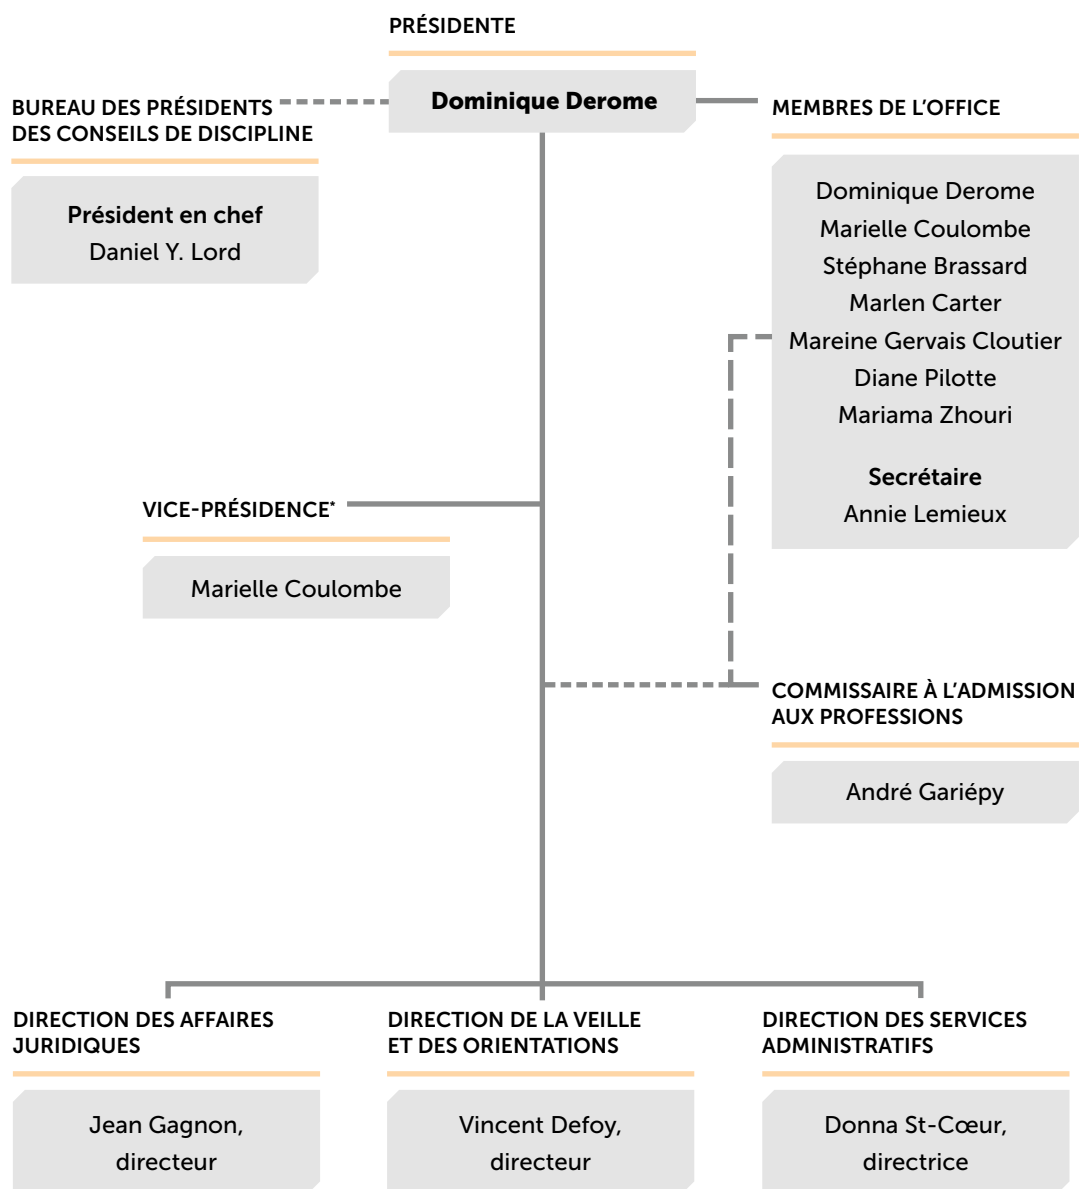 PRÉSIDENTE
Dominique Derome
BUREAU DES PRÉSIDENTS
DES CONSEILS DE DISCIPLINE
Président en chef
Daniel Y. Lord
MEMBRES DE L’OFFICE
Dominique Derome
Marielle Coulombe
Stéphane Brassard
Marlen Carter
Mareine Gervais Cloutier
Diane Pilotte
Mariama Zhouri
Secrétaire
Annie Lemieux
VICE-PRÉSIDENCE*
Marielle Coulombe
COMMISSAIRE À L’ADMISSION
AUX PROFESSIONS
André Gariépy
DIRECTION DES AFFAIRES
JURIDIQUES
Jean Gagnon,
directeur
DIRECTION DE LA VEILLE
ET DES ORIENTATIONS
Vincent Defoy,
directeur
DIRECTION DES SERVICES
ADMINISTRATIFS
Donna St-Cœur,
directrice